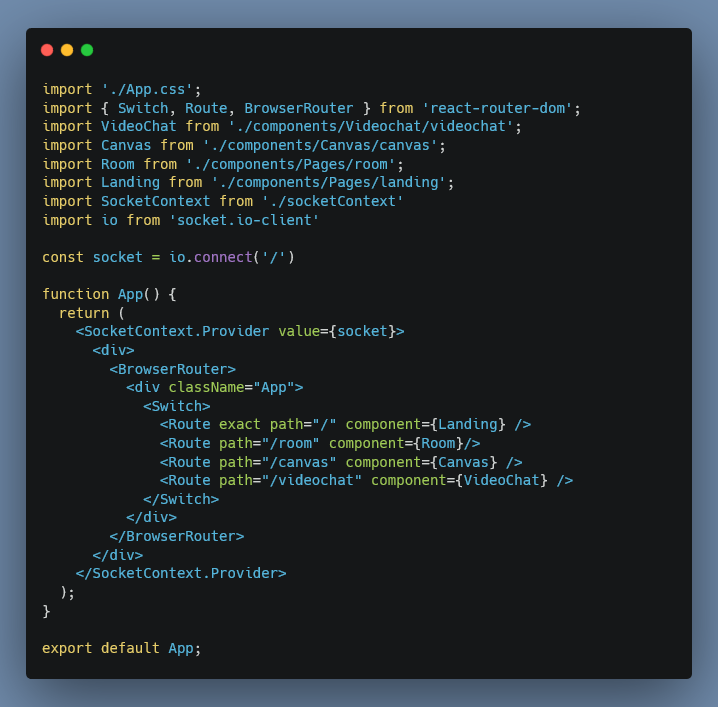 import './App.css';
import { Switch, Route, BrowserRouter } from 'react-router-dom';
import VideoChat from './components/Videochat/videochat';
import Canvas from './components/Canvas/canvas';
import Room from './components/Pages/room';
import Landing from './components/Pages/landing';
import SocketContext from './socketContext'
import io from 'socket.io-client'

const socket = io.connect('/')

function App() {
  return (
    <SocketContext.Provider value={socket}>
      <div>
        <BrowserRouter>
          <div className="App">
            <Switch>
              <Route exact path="/" component={Landing} />
              <Route path="/room" component={Room}/>
              <Route path="/canvas" component={Canvas} />
              <Route path="/videochat" component={VideoChat} />
            </Switch>
          </div>
        </BrowserRouter>
      </div>
    </SocketContext.Provider>
  );
}

export default App;